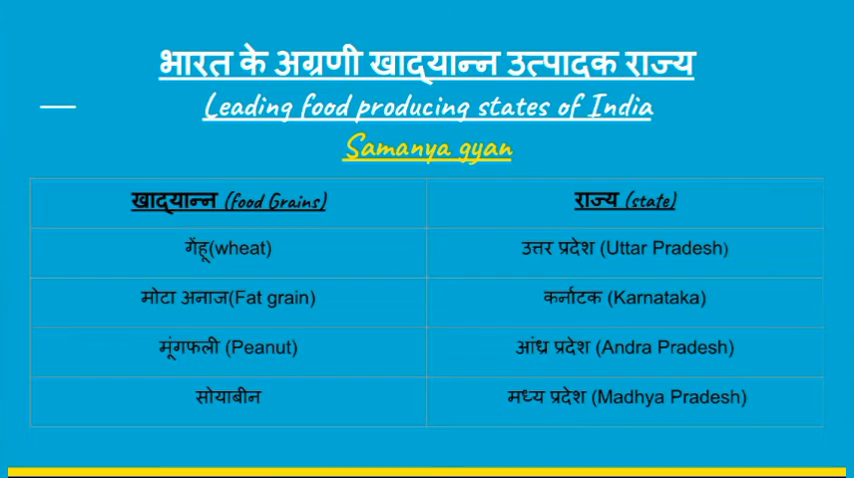 भारत के अग्रणी खाद्यान्न उत्पादक राज्य
Leading food producing states of India
Samanya gyan
खाद्यान्न (food Grains) राज्य (state)
गेंहू(wheat) उत्तर प्रदेश (Uttar Pradesh)
मोटा अनाज(Fat grain) कर्नाटक (Karnataka)
मूंगफली (Peanut) आंध्र प्रदेश (Andra Pradesh)
सोयाबीन मध्य प्रदेश (Madhya Pradesh)